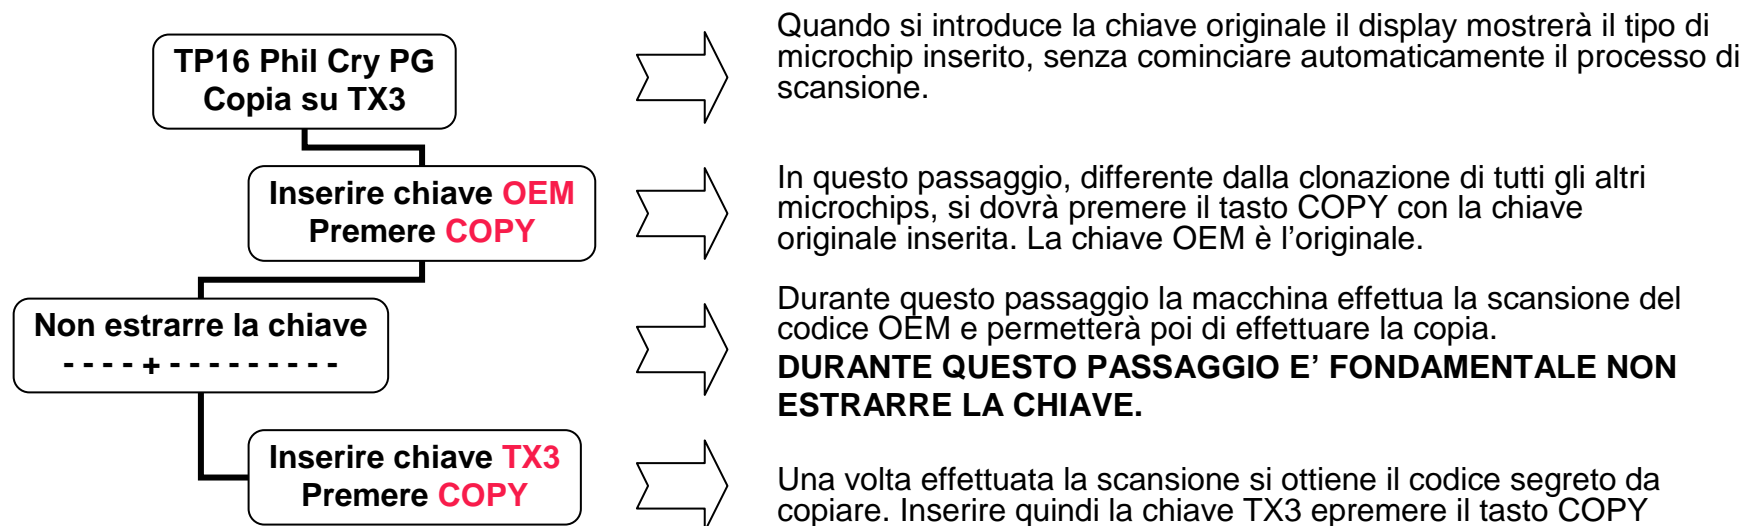 TP16 Phil Cry PG
Copia su TX3
Quando si introduce la chiave originale il display mostrerà il tipo di
microchip inserito, senza cominciare automaticamente il processo di
scansione.
Inserire chiave OEM
Premere COPY
In questo passaggio, differente dalla clonazione di tutti gli altri
microchips, si dovrà premere il tasto COPY con la chiave
originale inserita. La chiave OEM è l’originale.
Non estrarre la chiave
- - - - + - - - - - - - - -
Durante questo passaggio la macchina effettua la scansione del
codice OEM e permetterà poi di effettuare la copia.
DURANTE QUESTO PASSAGGIO E’ FONDAMENTALE NON
ESTRARRE LA CHIAVE.
Inserire chiave TX3
Premere COPY
Una volta effettuata la scansione si ottiene il codice segreto da
copiare. Inserire quindi la chiave TX3 epremere il tasto COPY